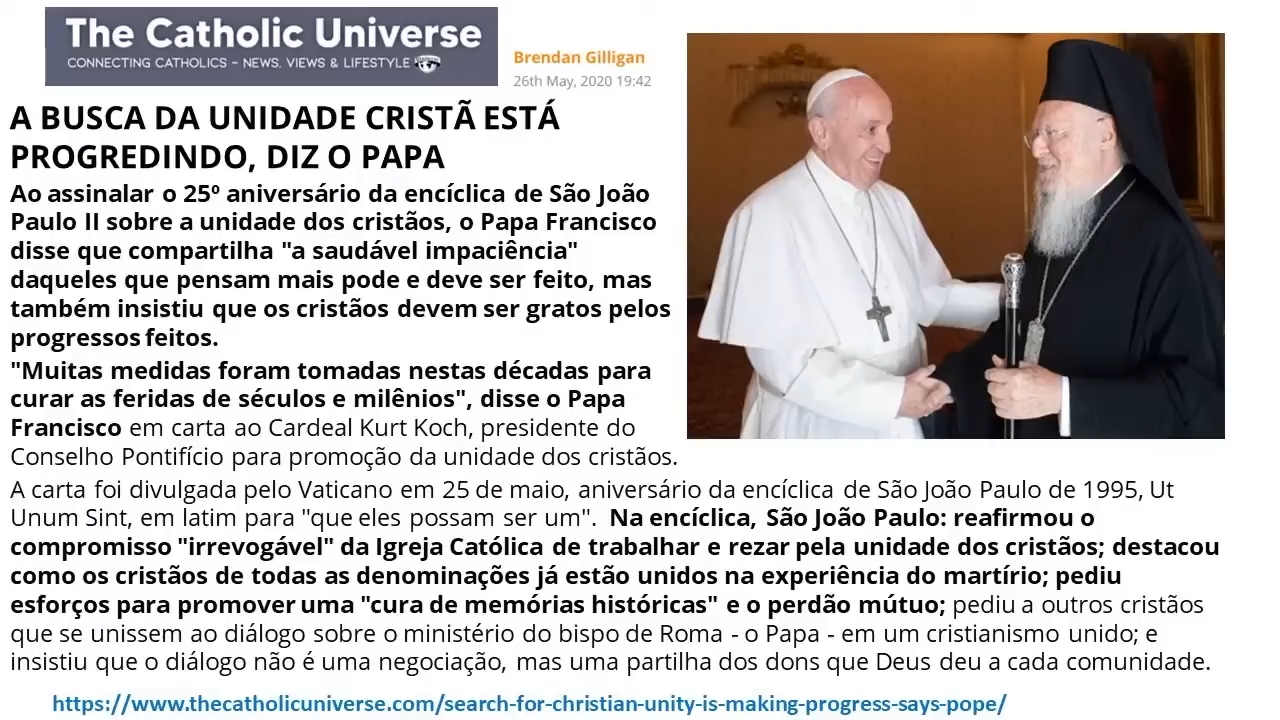 The Catholic Universe
CONNECTING CATHOLICS – NEWS, VIEWS & LIFESTYLE
Brendan Gilligan
26th May, 2020 19:42
A BUSCA DA UNIDADE CRISTÃ ESTÁ
PROGREDINDO, DIZ O PAPA
Ao assinalar o 25º aniversário da encíclica de São João
Paulo II sobre a unidade dos cristãos, o Papa Francisco
disse que compartilha "a saudável impaciência"
daqueles que pensam mais pode e deve ser feito, mas
também insistiu que os cristãos devem ser gratos pelos
progressos feitos.
"Muitas medidas foram tomadas nestas décadas para
curar as feridas de séculos e milênios", disse o Papa
Francisco em carta ao Cardeal Kurt Koch, presidente do
Conselho Pontifício para promoção da unidade dos cristãos.
A carta foi divulgada pelo Vaticano em 25 de maio, aniversário da encíclica de São João Paulo de 1995, Ut
Unum Sint, em latim para "que eles possam ser um". Na encíclica, São João Paulo: reafirmou o
compromisso "irrevogável" da Igreja Católica de trabalhar e rezar pela unidade dos cristãos; destacou
como os cristãos de todas as denominações já estão unidos na experiência do martírio; pediu
esforços para promover uma "cura de memórias históricas" e o perdão mútuo; pediu a outros cristãos
que se unissem ao diálogo sobre o ministério do bispo de Roma - o Papa - em um cristianismo unido; e
insistiu que o diálogo não é uma negociação, mas uma partilha dos dons que Deus deu a cada comunidade.
https://www.thecatholicuniverse.com/search-for-christian-unity-is-making-progress-says-pope/